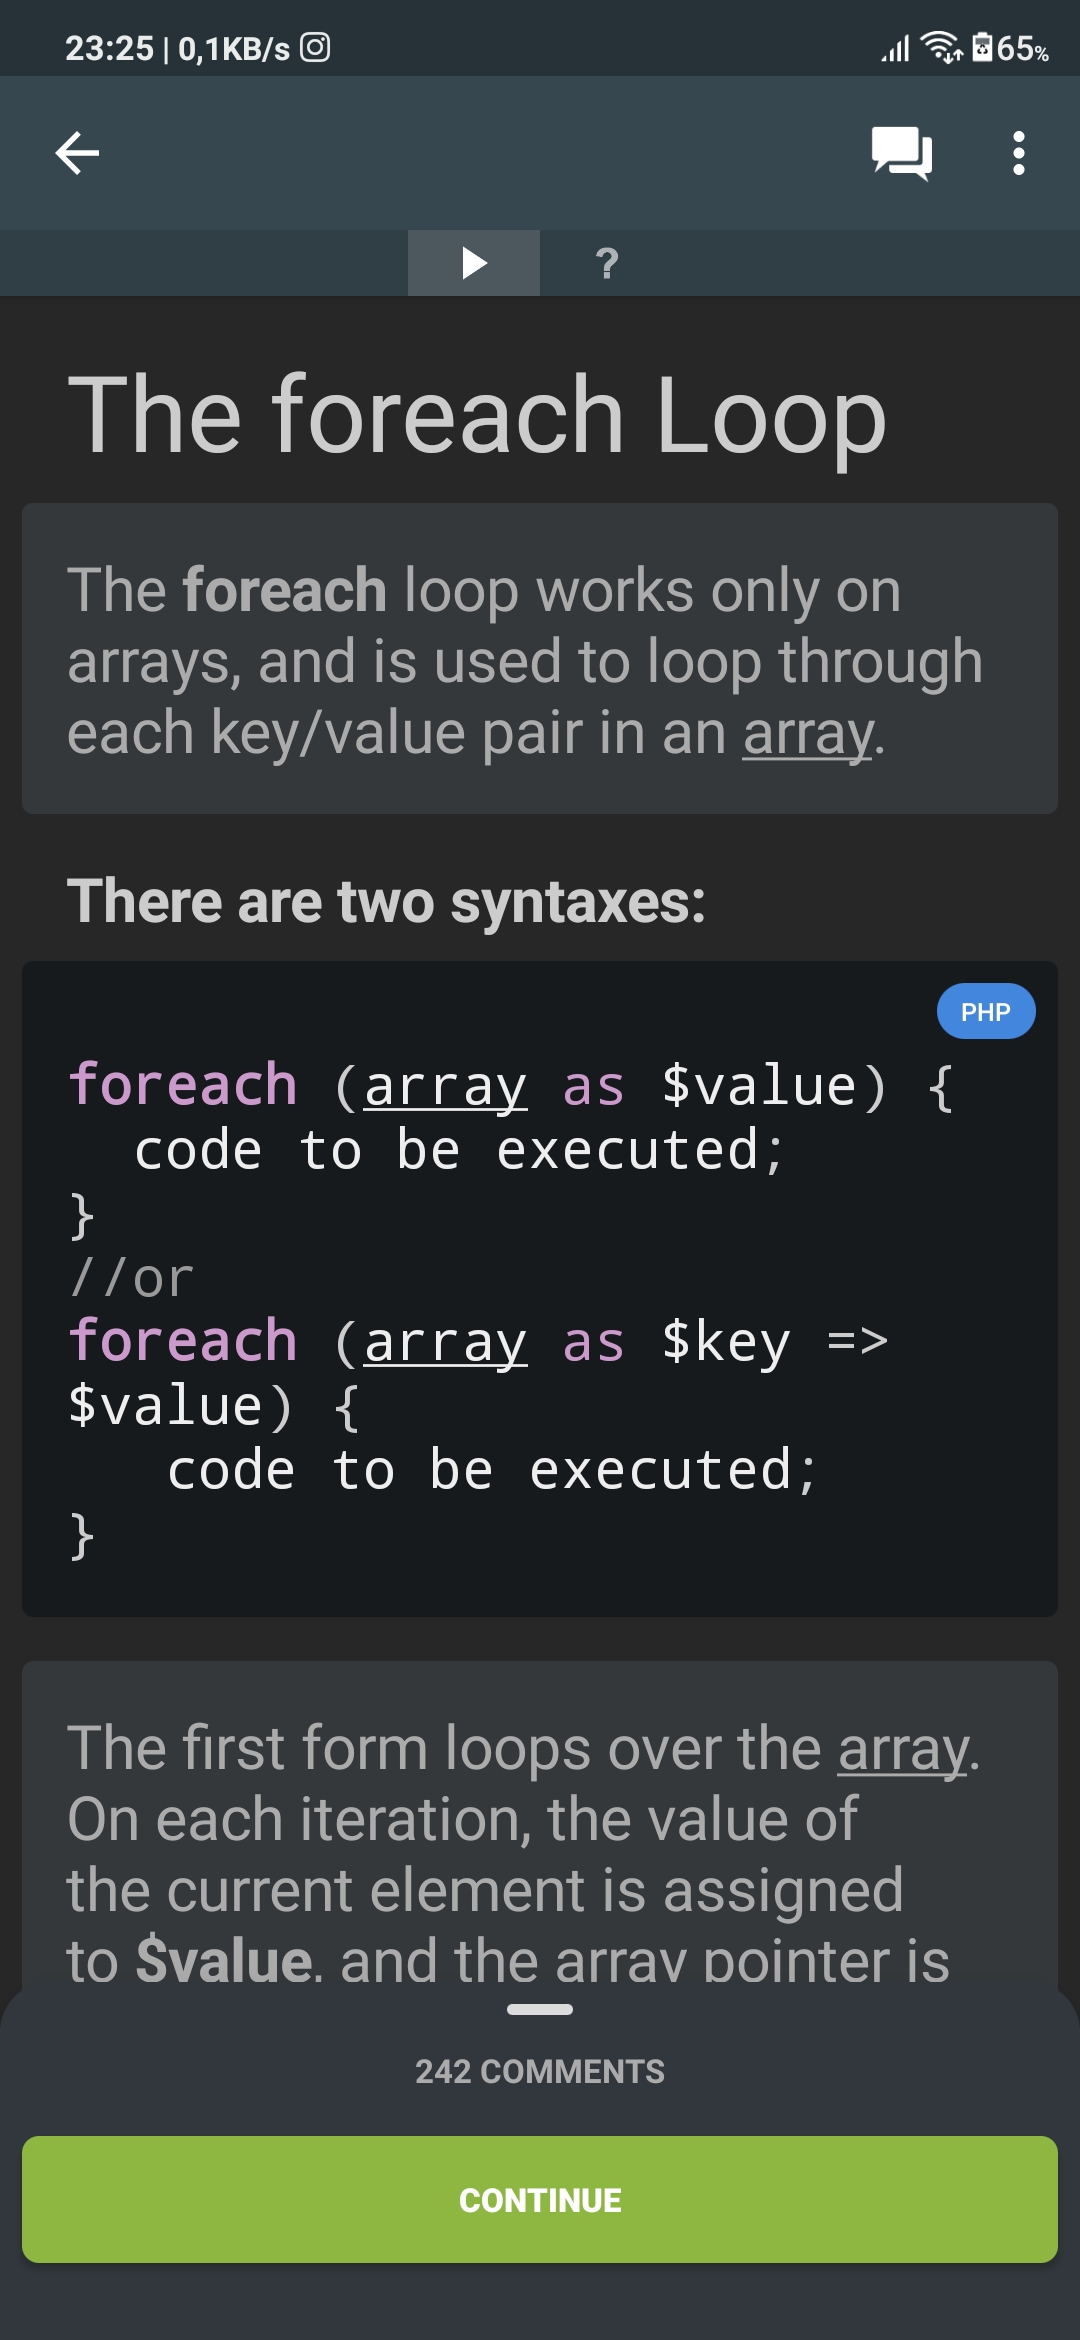 23:25 | 0,1KB/s
65%
?
The foreach Loop
The foreach loop works only on
arrays, and is used to loop through
each key/value pair in an array.
There are two syntaxes:
PHP
foreach (array as $value) {
  code to be executed;
}
//or
foreach (array as $key =>
$value) {
   code to be executed;
}
The first form loops over the array.
On each iteration, the value of
the current element is assigned
to $value, and the array pointer is
242 COMMENTS
CONTINUE